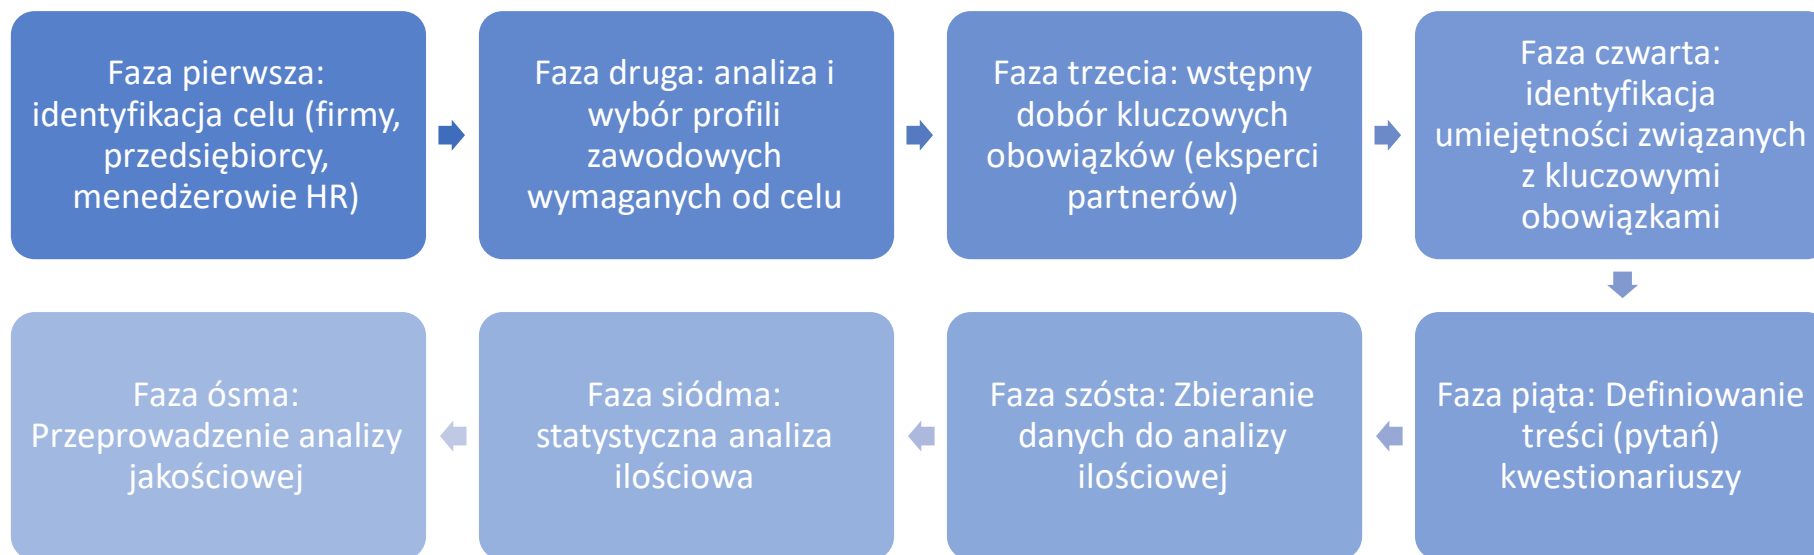 Faza pierwsza:
identyfikacja celu (firmy,
przedsiębiorcy,
menedżerowie HR)
Faza druga: analiza i
wybór profili
zawodowych
wymaganych od celu
Faza trzecia: wstępny
dobór kluczowych
obowiązków (eksperci
partnerów)
Faza czwarta:
identyfikacja
umiejętności związanych
z kluczowymi
obowiązkami
Faza piąta: Definiowanie
treści (pytań)
kwestionariuszy
Faza szósta: Zbieranie
danych do analizy
ilościowej
Faza siódma:
statystyczna analiza
ilościowa
Faza ósma:
Przeprowadzenie analizy
jakościowej